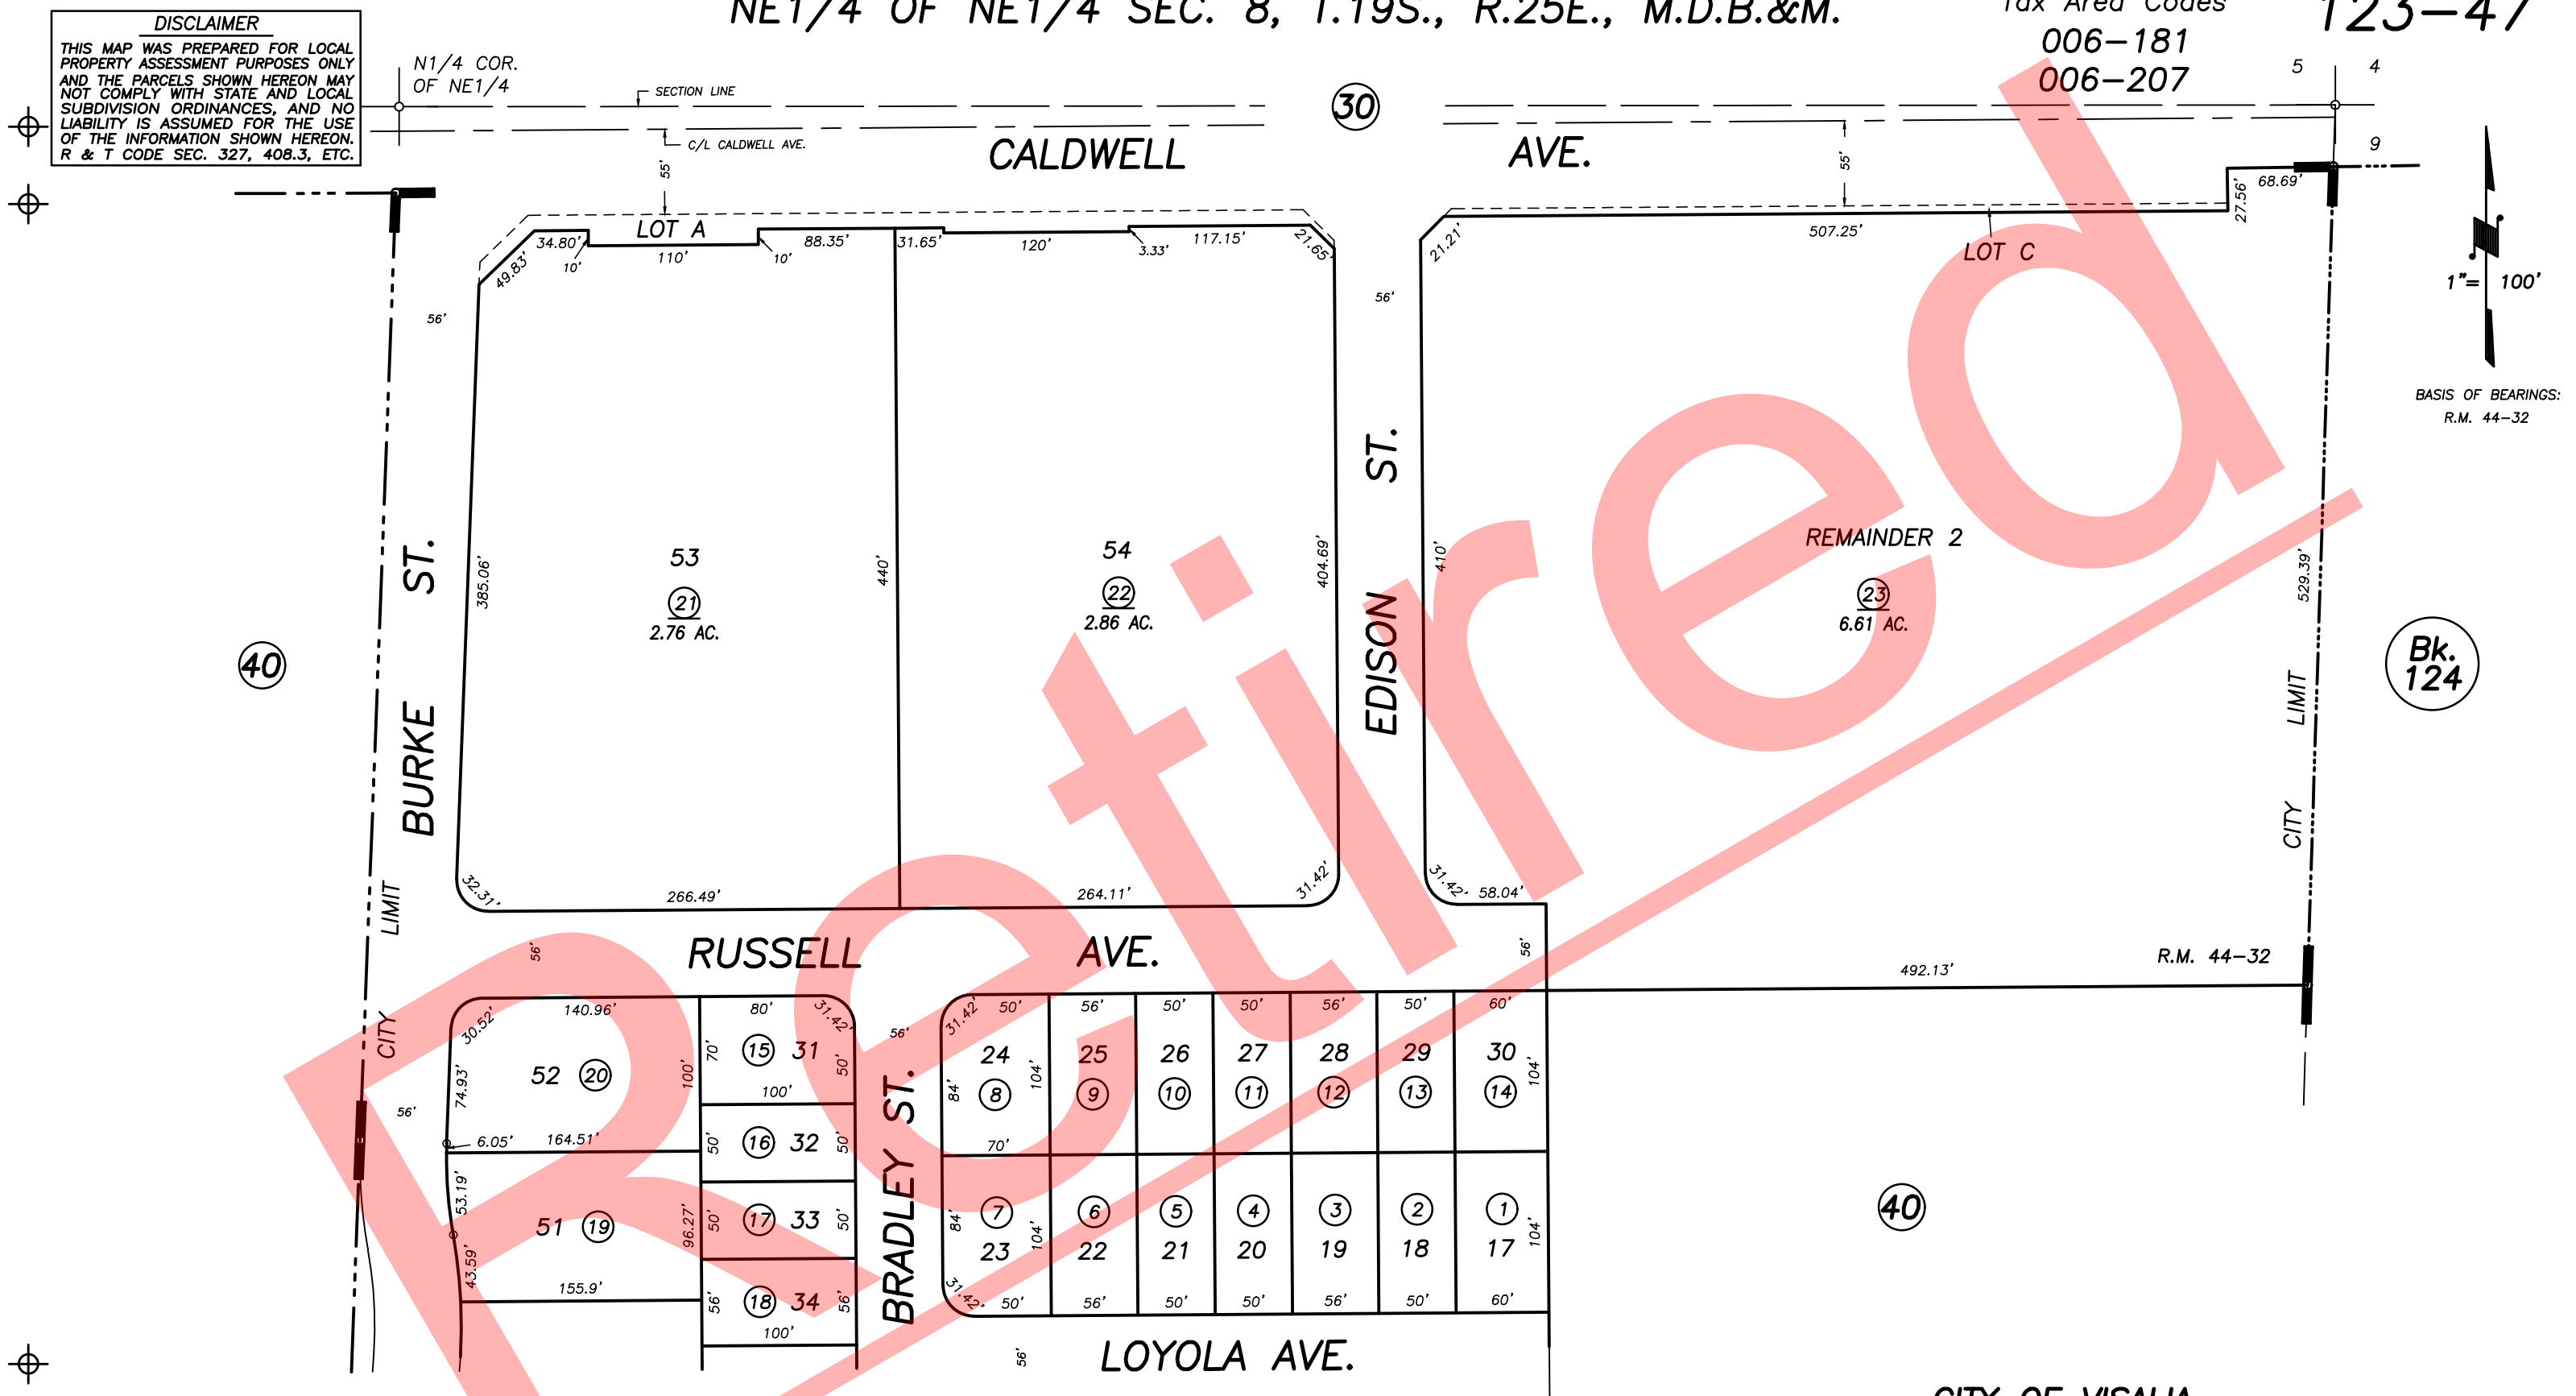 NE1/4 OF NE1/4 SEC. 8, T.19S., R.25E., M.D.B.&M.
Tax Area Codes
006-181
006-207
123-47
DISCLAIMER
THIS MAP WAS PREPARED FOR LOCAL
PROPERTY ASSESSMENT PURPOSES ONLY
AND THE PARCELS SHOWN HEREON MAY
NOT COMPLY WITH STATE AND LOCAL
SUBDIVISION ORDINANCES, AND NO
LIABILITY IS ASSUMED FOR THE USE
OF THE INFORMATION SHOWN HEREON.
R & T CODE SEC. 327, 408.3, ETC.
N1/4 COR.
OF NE1/4
SECTION LINE
C/L CALDWELL AVE.
30
5 4
9
CALDWELL AVE.
55'
55'
1"= 100'
BASIS OF BEARINGS:
R.M. 44-32
LOT A
34.80'
49.83'
10'
110'
10'
88.35'
31.65'
120'
3.33'
117.15'
21.65'
21.21'
507.25'
LOT C
27.56'
68.69'
56'
56'
385.06'
53
21
2.76 AC.
440'
54
22
2.86 AC.
404.69'
410'
REMAINDER 2
23
6.61 AC.
529.39'
BURKE ST.
EDISON ST.
CITY LIMIT
CITY LIMIT
40
Bk.
124
32.31'
266.49'
264.11'
31.42'
31.42'
58.04'
56'
RUSSELL AVE.
56'
492.13'
R.M. 44-32
30.52'
140.96'
74.93'
52 20
100'
56'
6.05'
164.51'
53.19'
51 19
96.27'
43.59'
155.9'
80'
31.42'
70'
15 31
50'
100'
50'
16 32
50'
50'
17 33
50'
56'
18 34
56'
100'
56'
BRADLEY ST.
31.42'
50' 56' 50' 50' 56' 50' 60'
24 25 26 27 28 29 30
8 9 10 11 12 13 14
84'
104'
104'
70'
7 6 5 4 3 2 1
23 22 21 20 19 18 17
84'
104'
104'
31.42'
50' 56' 50' 50' 56' 50' 60'
40
56'
LOYOLA AVE.
CITY OF VISALIA
Retired